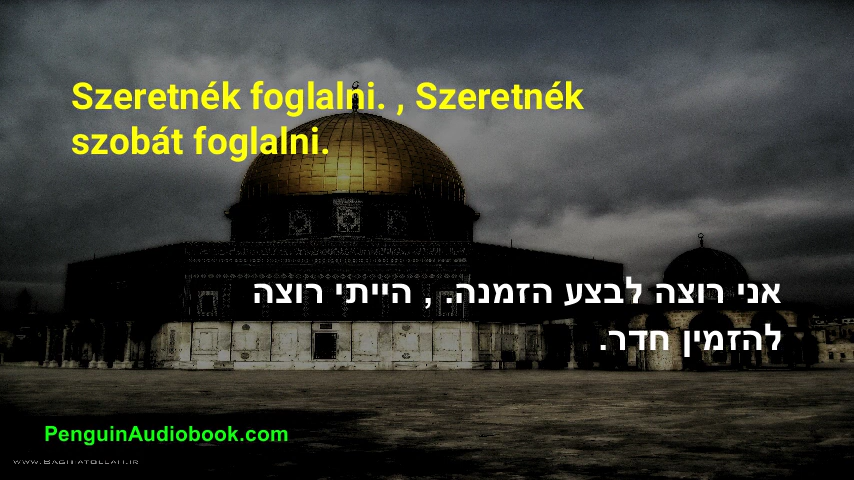 Szeretnék foglalni. , Szeretnék
szobát foglalni.
אני רוצה לבצע הזמנה. , הייתי רוצה
להזמין חדר.
PenguinAudiobook.com